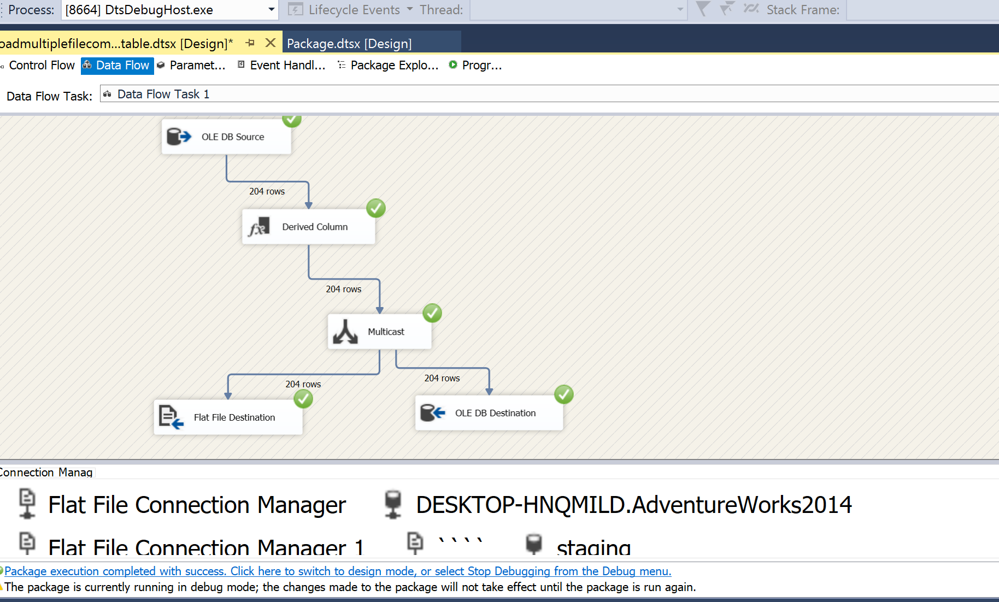 Process: [8664] DtsDebugHost.exe Lifecycle Events Thread: Stack Frame:
oadmultiplefilecom...table.dtsx [Design]* Package.dtsx [Design]
Control Flow Data Flow Paramet... Event Handl... Package Explo... Progr...
Data Flow Task: Data Flow Task 1
OLE DB Source
204 rows
Derived Column
204 rows
Multicast
204 rows 204 rows
Flat File Destination OLE DB Destination
Connection Manag
Flat File Connection Manager DESKTOP-HNQMILD.AdventureWorks2014
Flat File Connection Manager 1 ```` staging
Package execution completed with success. Click here to switch to design mode, or select Stop Debugging from the Debug menu.
The package is currently running in debug mode; the changes made to the package will not take effect until the package is run again.